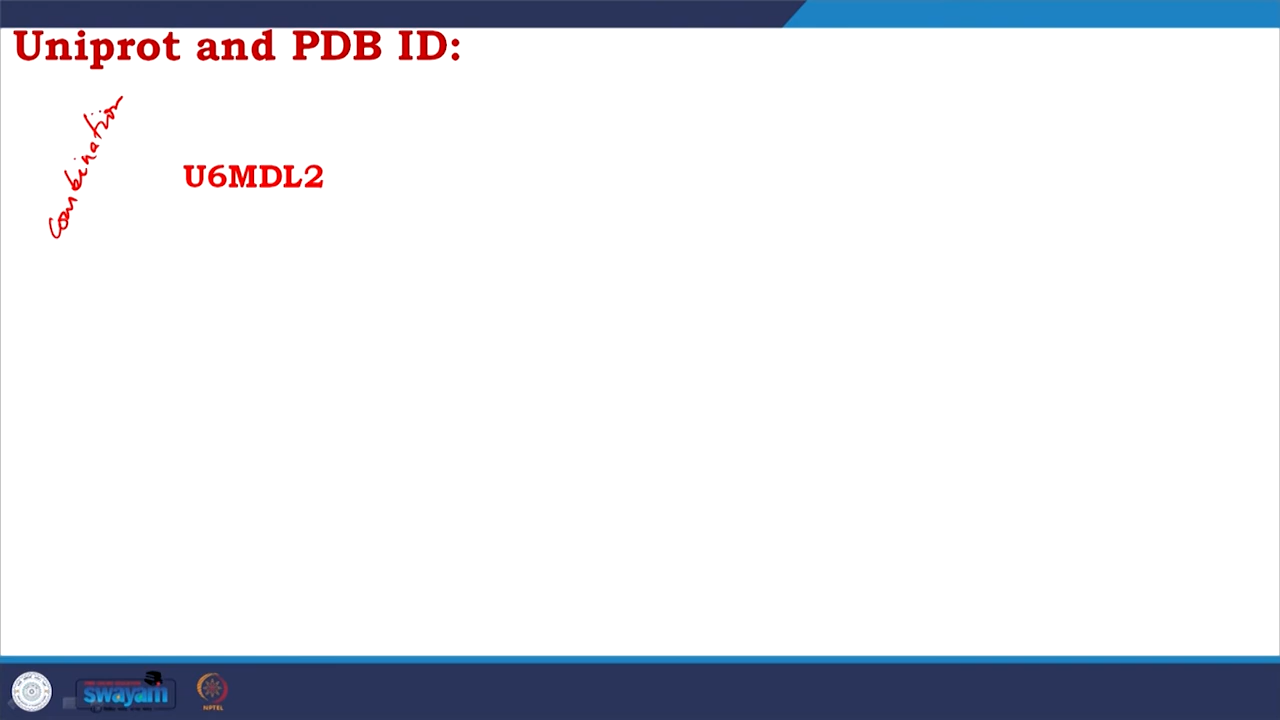 Uniprot and PDB ID:
combination
U6MDL2
swayam
NPTEL